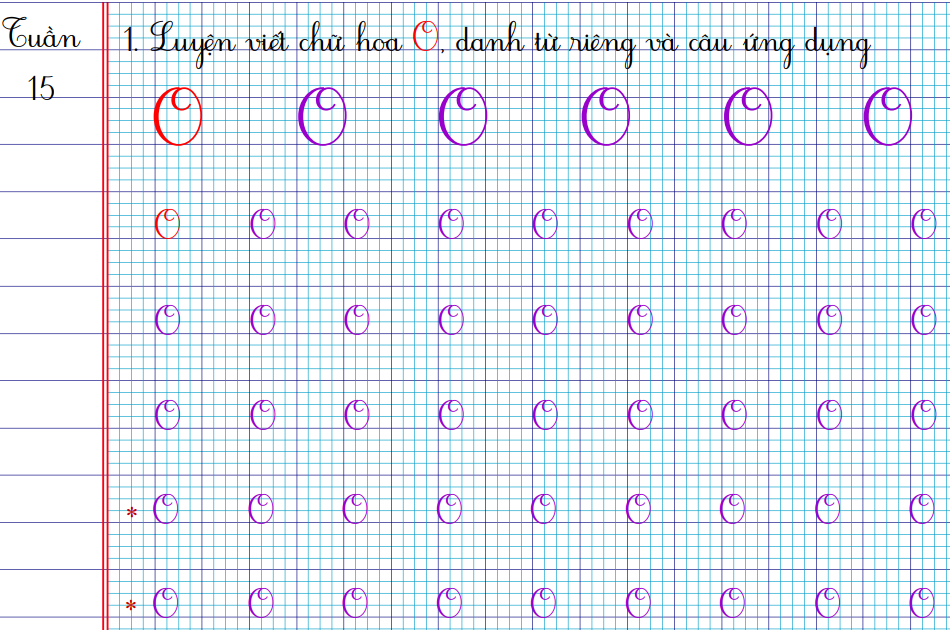 Tuần 15
1. Luyện viết chữ hoa O, danh từ riêng và câu ứng dụng
O O O O O O
O O O O O O O O O
O O O O O O O O O
O O O O O O O O O
* O O O O O O O O O
* O O O O O O O O O